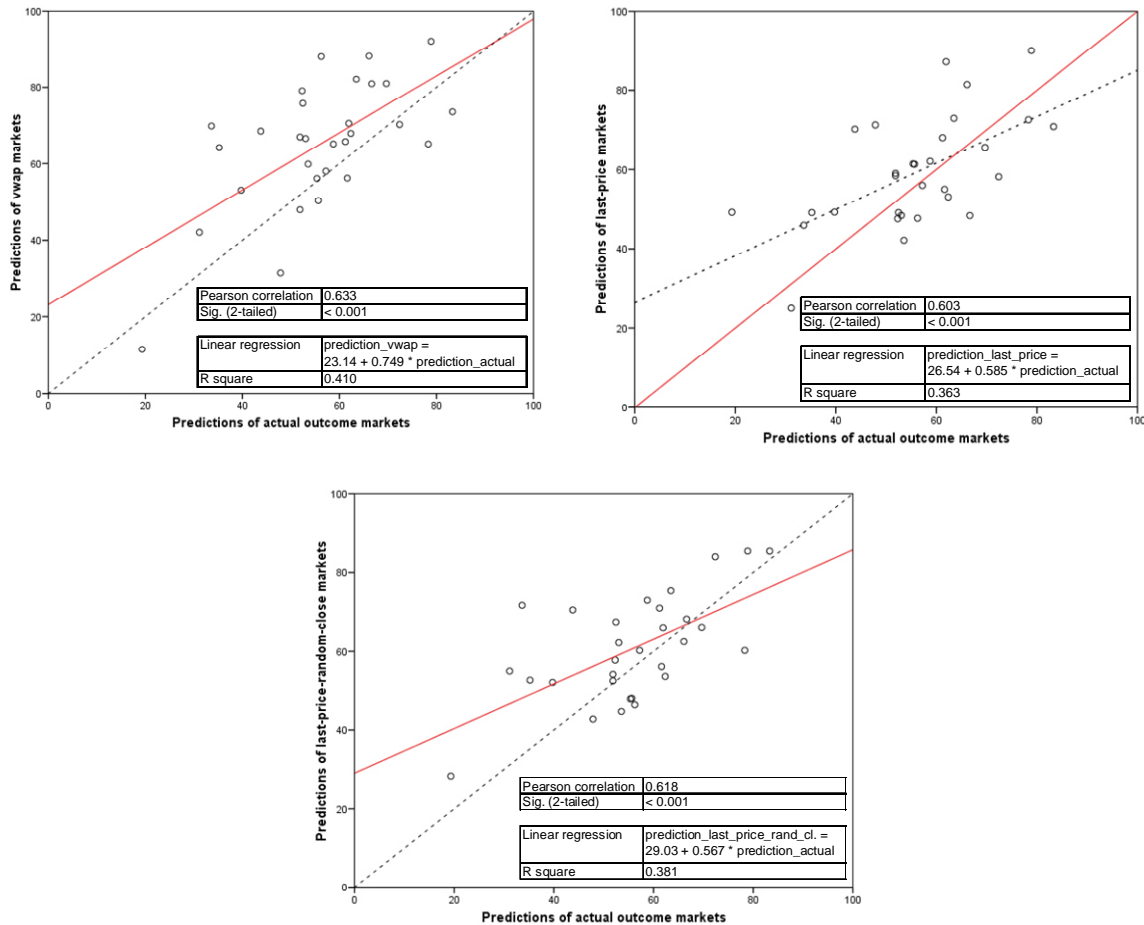 100
80
60
40
20
0
0 20 40 60 80 100
Predictions of vwap markets
Predictions of actual outcome markets
Pearson correlation 0.633
Sig. (2-tailed) < 0.001
Linear regression prediction_vwap =
23.14 + 0.749 * prediction_actual
R square 0.410
100
80
60
40
20
0
0 20 40 60 80 100
Predictions of last-price markets
Predictions of actual outcome markets
Pearson correlation 0.603
Sig. (2-tailed) < 0.001
Linear regression prediction_last_price =
26.54 + 0.585 * prediction_actual
R square 0.363
100
80
60
40
20
0
0 20 40 60 80 100
Predictions of last-price-random-close markets
Predictions of actual outcome markets
Pearson correlation 0.618
Sig. (2-tailed) < 0.001
Linear regression prediction_last_price_rand_cl. =
29.03 + 0.567 * prediction_actual
R square 0.381